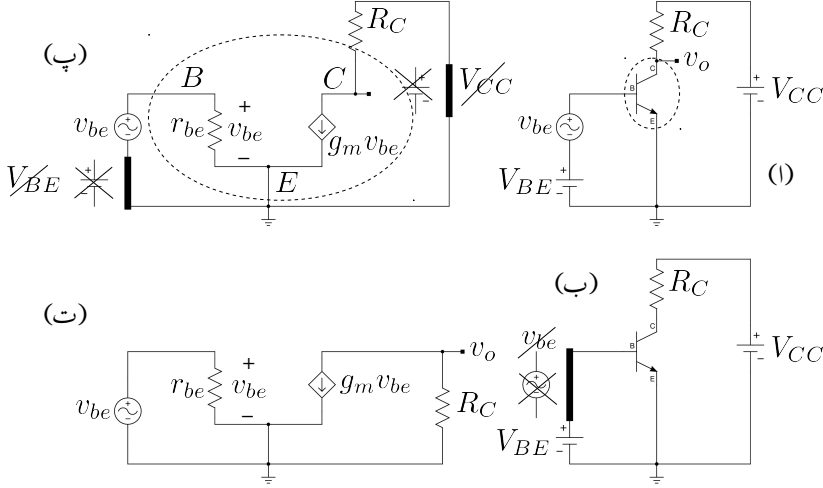 (ا)
R_C
C
v_o
B
E
v_be
V_BE
+
−
V_CC
+
−
(پ)
R_C
B
C
+
V_CC
−
v_be
r_be
+
v_be
−
g_m v_be
V_BE
+
−
E
(ب)
R_C
C
v_be
B
E
+
−
V_CC
V_BE
+
−
(ت)
v_o
v_be
r_be
+
v_be
−
g_m v_be
R_C